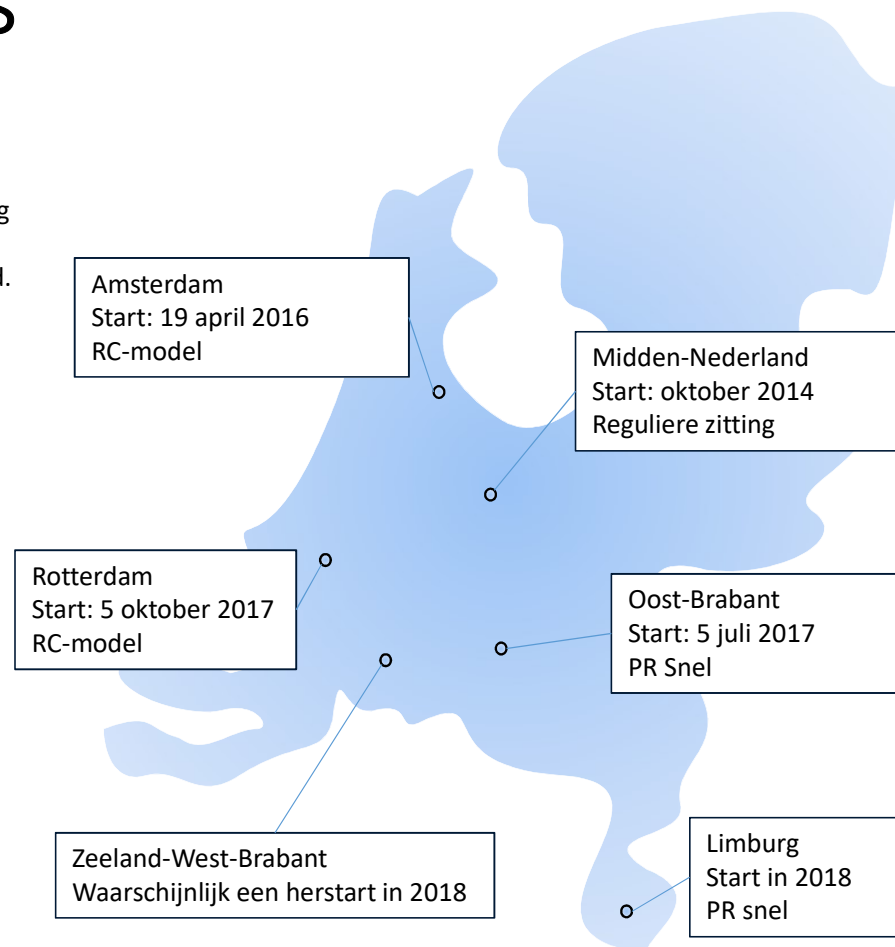 Amsterdam
Start: 19 april 2016
RC-model
Midden-Nederland
Start: oktober 2014
Reguliere zitting
Rotterdam
Start: 5 oktober 2017
RC-model
Oost-Brabant
Start: 5 juli 2017
PR Snel
Zeeland-West-Brabant
Waarschijnlijk een herstart in 2018
Limburg
Start in 2018
PR snel